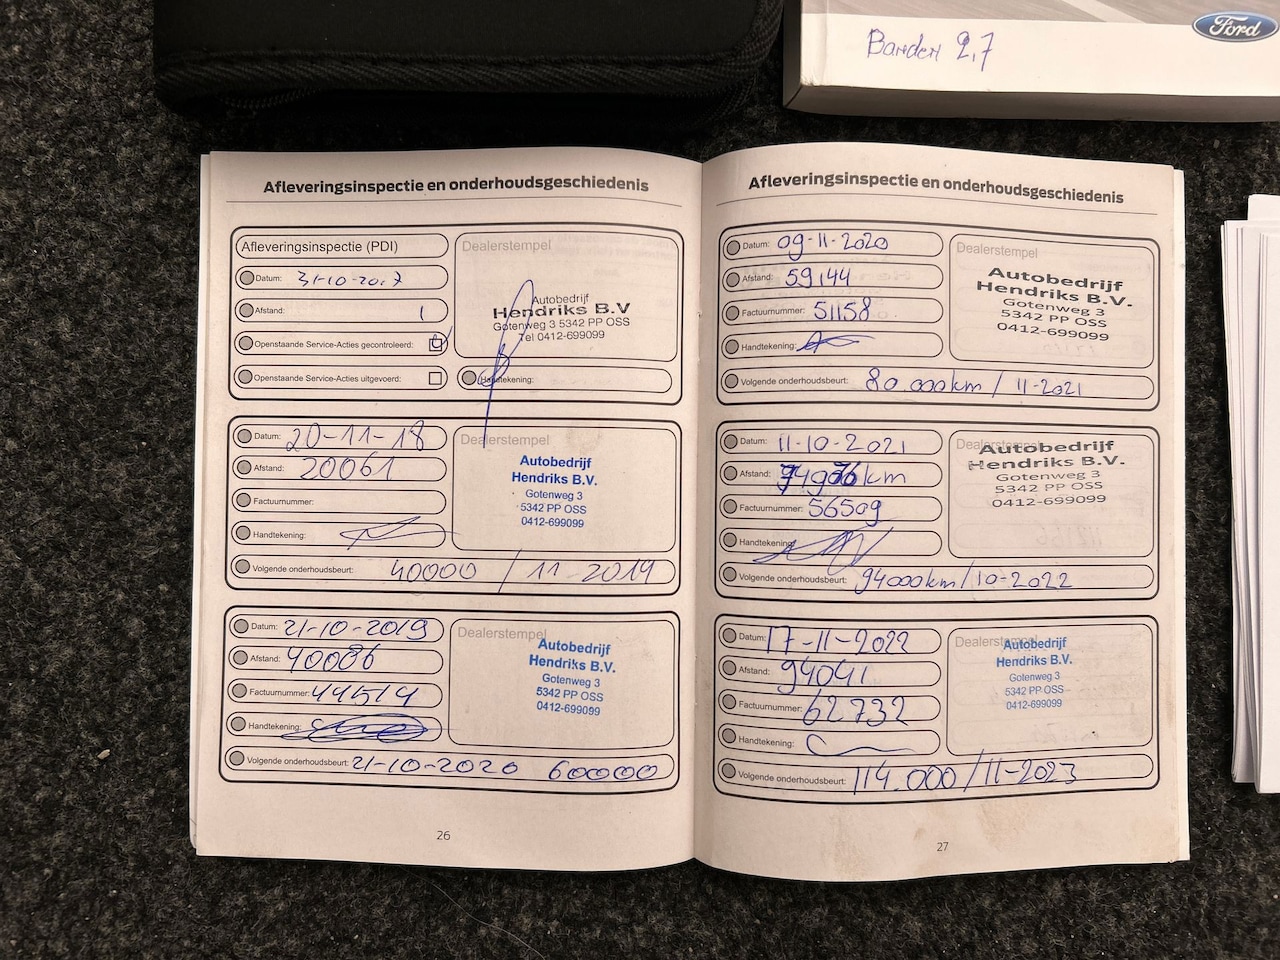 Ford
Banden 2,7
Afleveringsinspectie en onderhoudsgeschiedenis
Afleveringsinspectie (PDI)
Datum: 31-10-2017
Afstand: 1
Openstaande Service-Acties gecontroleerd:
Openstaande Service-Acties uitgevoerd:
Dealerstempel
Autobedrijf
Hendriks B.V
Gotenweg 3 5342 PP OSS
Tel 0412-699099
Handtekening:
Datum: 20-11-18
Afstand: 20061
Factuurnummer:
Handtekening:
Volgende onderhoudsbeurt: 40000 / 11-2019
Dealerstempel
Autobedrijf
Hendriks B.V.
Gotenweg 3
5342 PP OSS
0412-699099
Datum: 21-10-2019
Afstand: 40086
Factuurnummer: 44514
Handtekening:
Volgende onderhoudsbeurt: 21-10-2020 60000
Dealerstempel
Autobedrijf
Hendriks B.V.
Gotenweg 3
5342 PP OSS
0412-699099
26
Afleveringsinspectie en onderhoudsgeschiedenis
Datum: 09-11-2020
Afstand: 59144
Factuurnummer: 51158
Handtekening:
Volgende onderhoudsbeurt: 80.000km / 11-2021
Dealerstempel
Autobedrijf
Hendriks B.V.
Gotenweg 3
5342 PP OSS
0412-699099
Datum: 11-10-2021
Afstand: km
Factuurnummer: 56509
Handtekening:
Volgende onderhoudsbeurt: 94000km/10-2022
Dealerstempel
Autobedrijf
Hendriks B.V.
Gotenweg 3
5342 PP OSS
0412-699099
Datum: 17-11-2022
Afstand: 94041
Factuurnummer: 62732
Handtekening:
Volgende onderhoudsbeurt: 114.000/11-2023
Dealerstempel
Autobedrijf
Hendriks B.V.
Gotenweg 3
5342 PP OSS
0412-699099
27